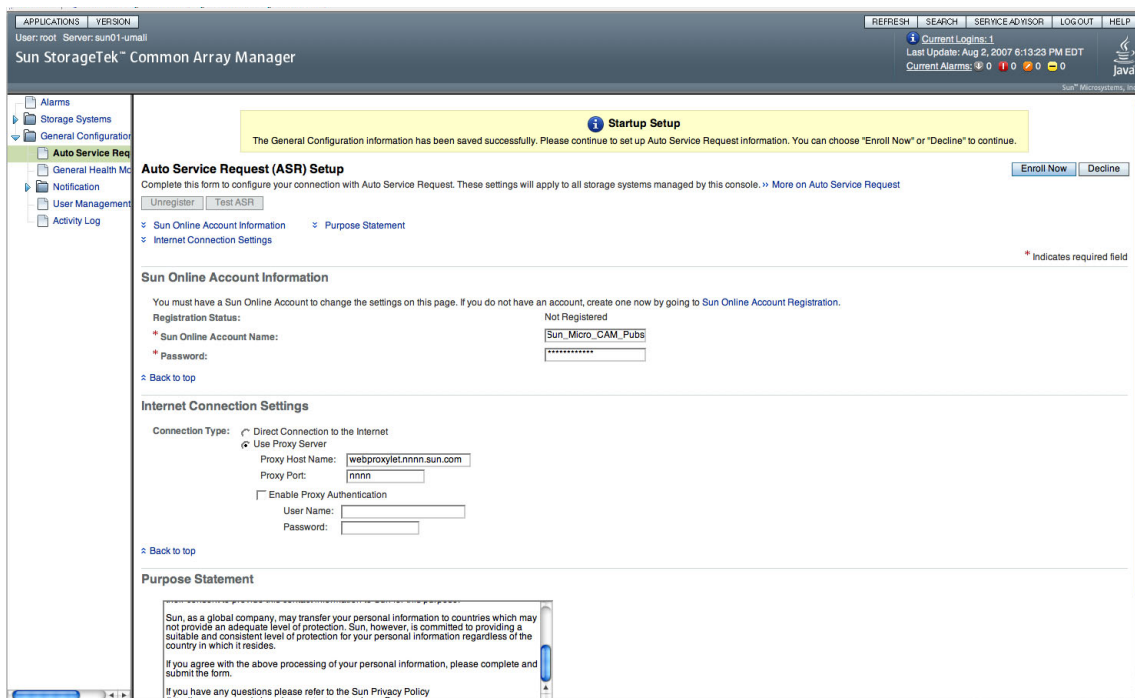 APPLICATIONS VERSION REFRESH SEARCH SERVICE ADVISOR LOG OUT HELP
User: root Server: sun01-umali
Current Logins: 1
Last Update: Aug 2, 2007 6:13:23 PM EDT
Sun StorageTek™ Common Array Manager
Current Alarms: 0 0 0 0
Java
Sun™ Microsystems, Inc
Alarms
Storage Systems
General Configuration
Auto Service Req
General Health Mo
Notification
User Management
Activity Log
Startup Setup
The General Configuration information has been saved successfully. Please continue to set up Auto Service Request information. You can choose "Enroll Now" or "Decline" to continue.
Auto Service Request (ASR) Setup
Enroll Now Decline
Complete this form to configure your connection with Auto Service Request. These settings will apply to all storage systems managed by this console. ›› More on Auto Service Request
Unregister Test ASR
Sun Online Account Information Purpose Statement
Internet Connection Settings
* Indicates required field
Sun Online Account Information
You must have a Sun Online Account to change the settings on this page. If you do not have an account, create one now by going to Sun Online Account Registration.
Registration Status: Not Registered
* Sun Online Account Name: Sun_Micro_CAM_Pubs
* Password: ************
Back to top
Internet Connection Settings
Connection Type: Direct Connection to the Internet
Use Proxy Server
Proxy Host Name: webproxylet.nnnn.sun.com
Proxy Port: nnnn
Enable Proxy Authentication
User Name:
Password:
Back to top
Purpose Statement
Sun, as a global company, may transfer your personal information to countries which may
not provide an adequate level of protection. Sun, however, is committed to providing a
suitable and consistent level of protection for your personal information regardless of the
country in which it resides.
If you agree with the above processing of your personal information, please complete and
submit the form.
If you have any questions please refer to the Sun Privacy Policy